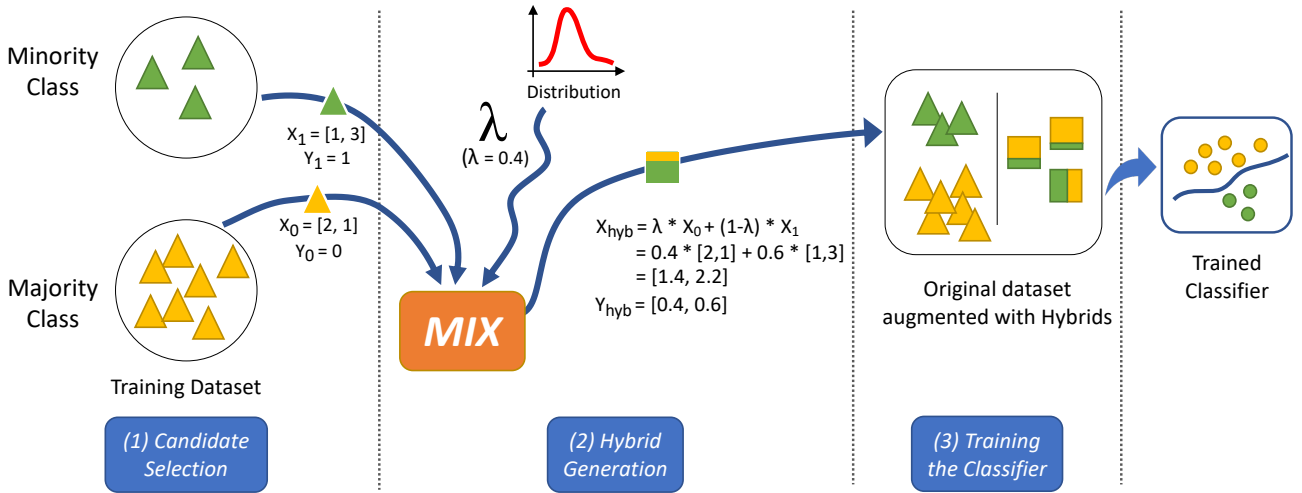 Minority
Class
X1 = [1, 3]
Y1 = 1
X0 = [2, 1]
Y0 = 0
Majority
Class
Training Dataset
(1) Candidate
Selection
Distribution
λ
(λ = 0.4)
MIX
Xhyb = λ * X0 + (1-λ) * X1
= 0.4 * [2,1] + 0.6 * [1,3]
= [1.4, 2.2]
Yhyb = [0.4, 0.6]
(2) Hybrid
Generation
Original dataset
augmented with Hybrids
(3) Training
the Classifier
Trained
Classifier